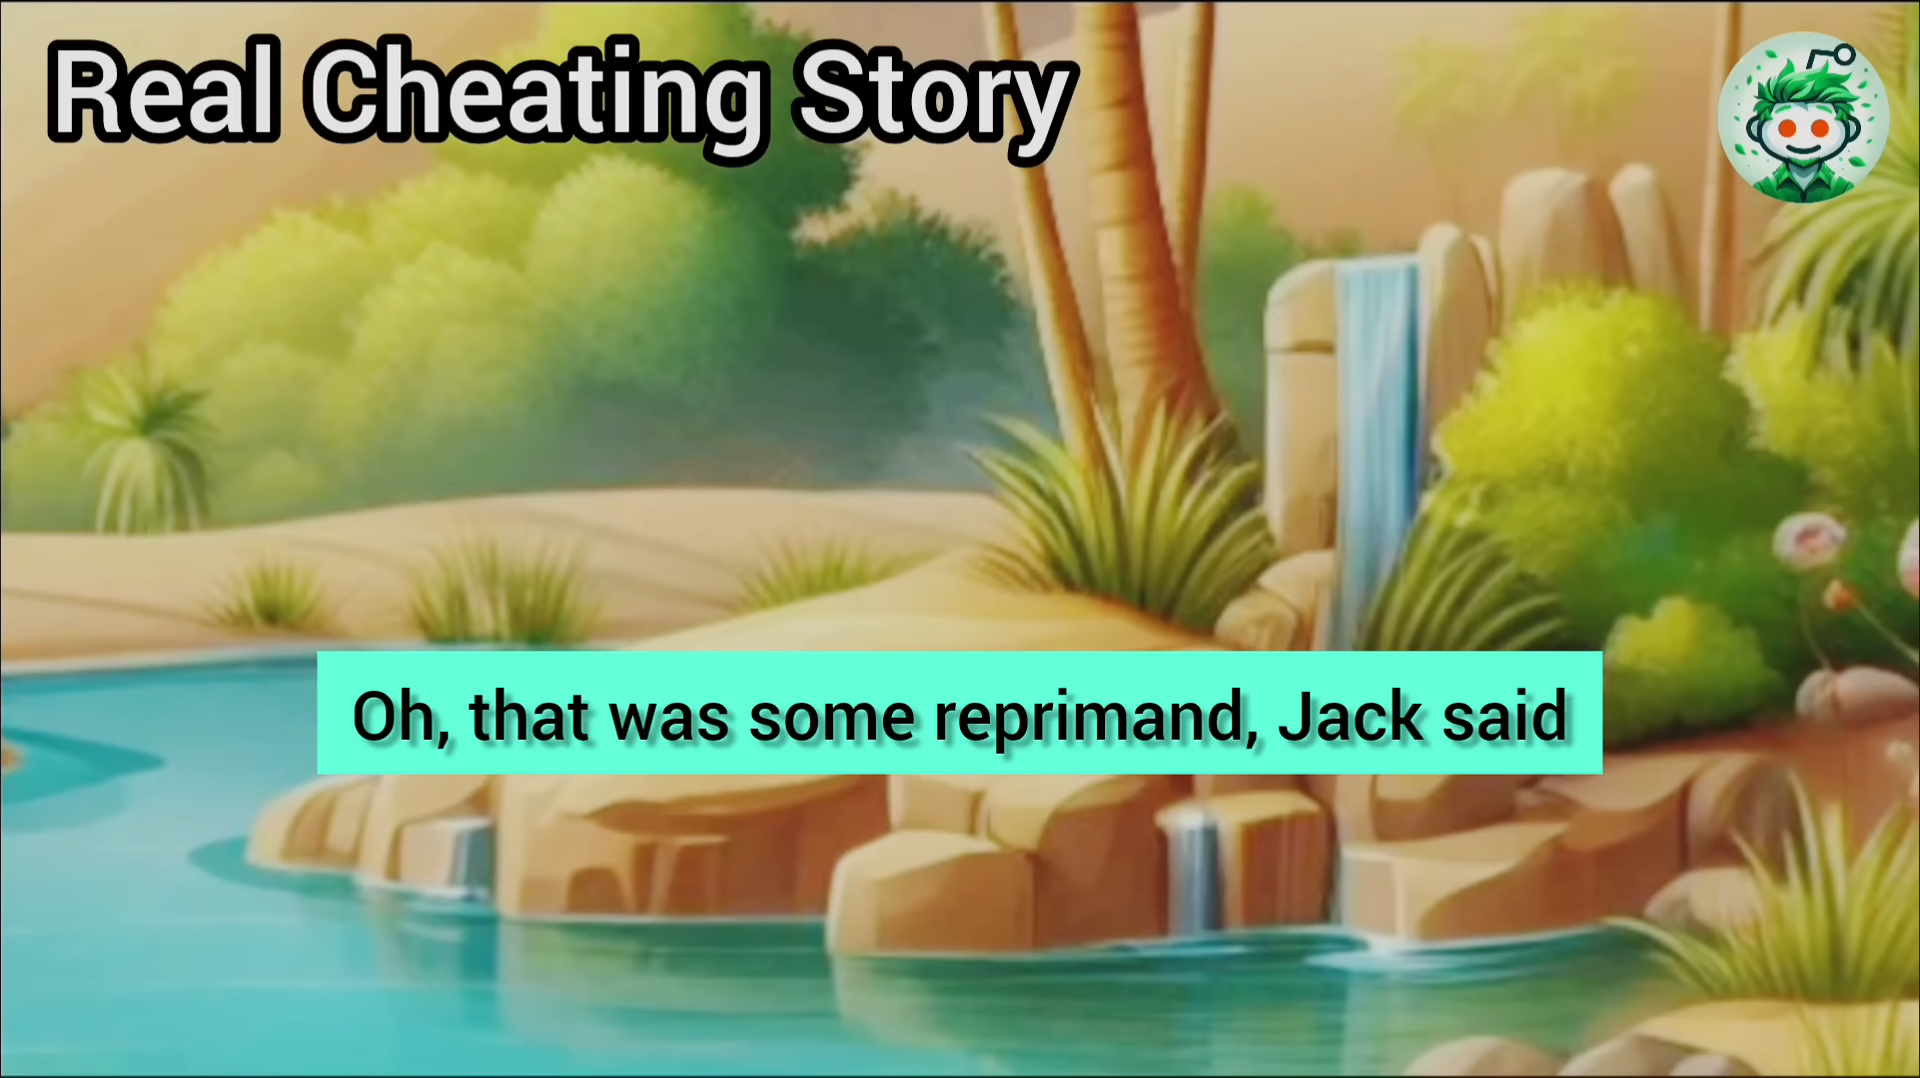 Real Cheating Story
Oh, that was some reprimand, Jack said